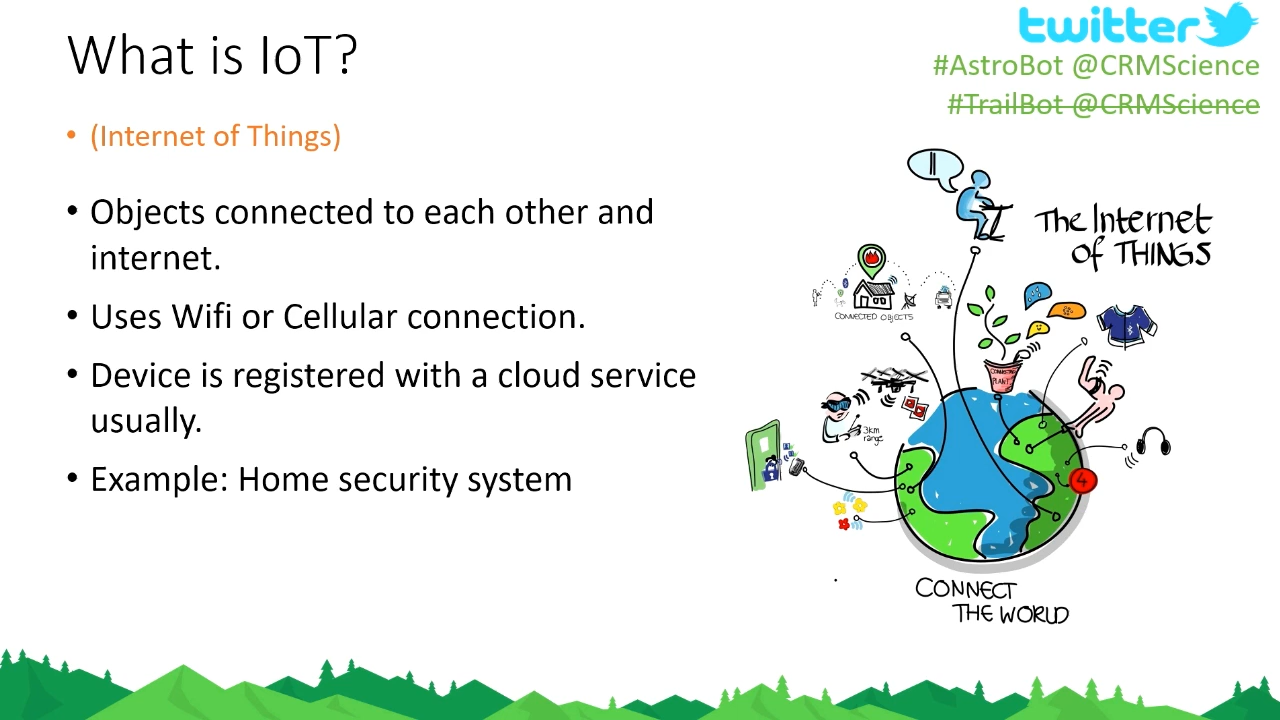 What is IoT?
twitter
#AstroBot @CRMScience
#TrailBot @CRMScience
• (Internet of Things)
• Objects connected to each other and
internet.
• Uses Wifi or Cellular connection.
• Device is registered with a cloud service
usually.
• Example: Home security system
The Internet
of THINGS
CONNECTED OBJECTS
3km
range
4
CONNECT
THE WORLD